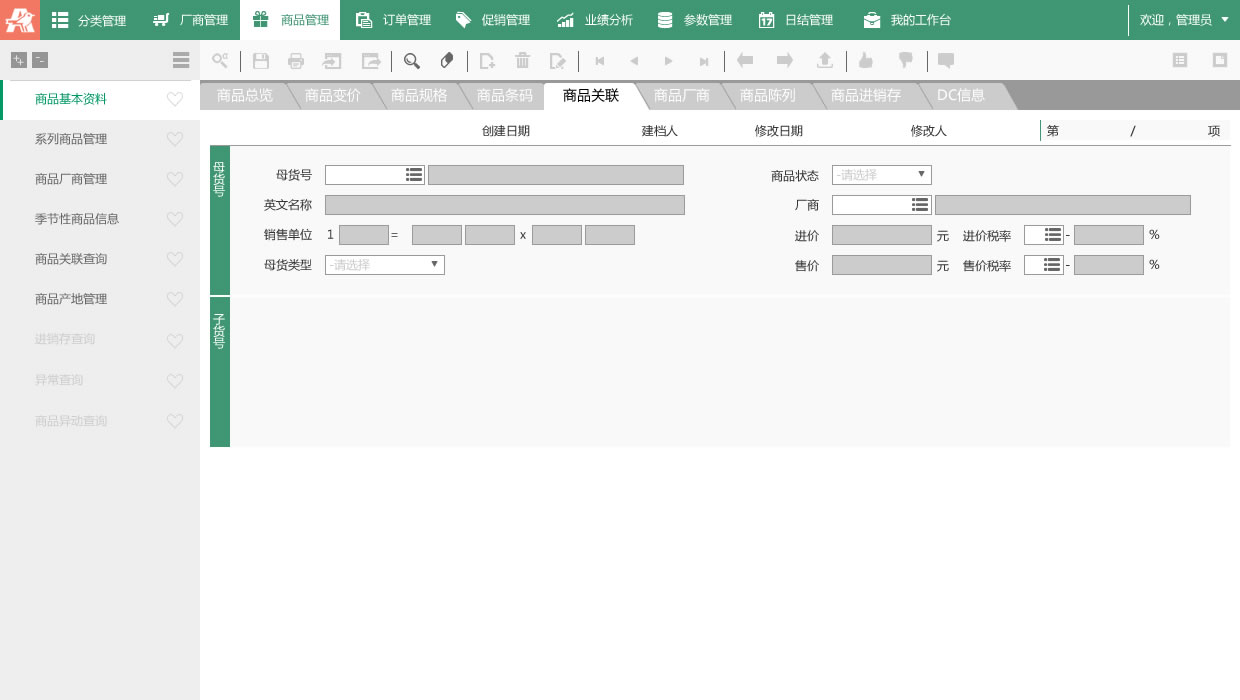 分类管理 厂商管理 商品管理 订单管理 促销管理 业绩分析 参数管理 17 日结管理 我的工作台 欢迎，管理员
商品基本资料
系列商品管理
商品厂商管理
季节性商品信息
商品关联查询
商品产地管理
进销存查询
异常查询
商品异动查询
商品总览 商品变价 商品规格 商品条码 商品关联 商品厂商 商品陈列 商品进销存 DC信息
创建日期 建档人 修改日期 修改人 第 / 项
母货号
母货号 商品状态 -请选择
英文名称 厂商
销售单位 1 = x 进价 元 进价税率 - %
母货类型 -请选择 售价 元 售价税率 - %
子货号